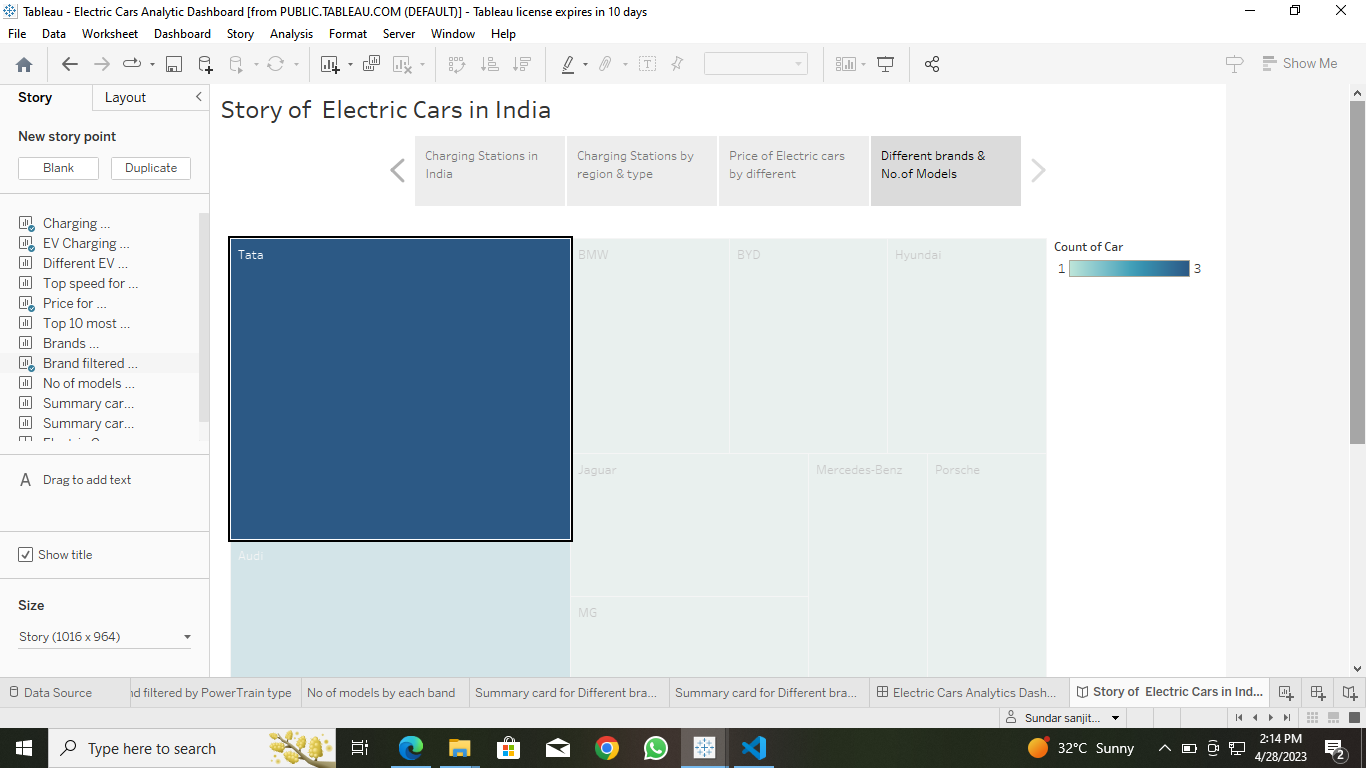 Tableau - Electric Cars Analytic Dashboard [from PUBLIC.TABLEAU.COM (DEFAULT)] - Tableau license expires in 10 days
File Data Worksheet Dashboard Story Analysis Format Server Window Help
Show Me
Story Layout
New story point
Blank Duplicate
Charging ...
EV Charging ...
Different EV ...
Top speed for ...
Price for ...
Top 10 most ...
Brands ...
Brand filtered ...
No of models ...
Summary car...
Summary car...
A Drag to add text
Show title
Size
Story (1016 x 964)
Story of Electric Cars in India
Charging Stations in
India
Charging Stations by
region & type
Price of Electric cars
by different
Different brands &
No.of Models
Tata
BMW
BYD
Hyundai
Jaguar
Mercedes-Benz
Porsche
Audi
MG
Count of Car
1 3
Data Source
nd filtered by PowerTrain type
No of models by each band
Summary card for Different bra...
Summary card for Different bra...
Electric Cars Analytics Dash...
Story of Electric Cars in Ind...
Sundar sanjit...
Type here to search
32°C Sunny
2:14 PM
4/28/2023
2